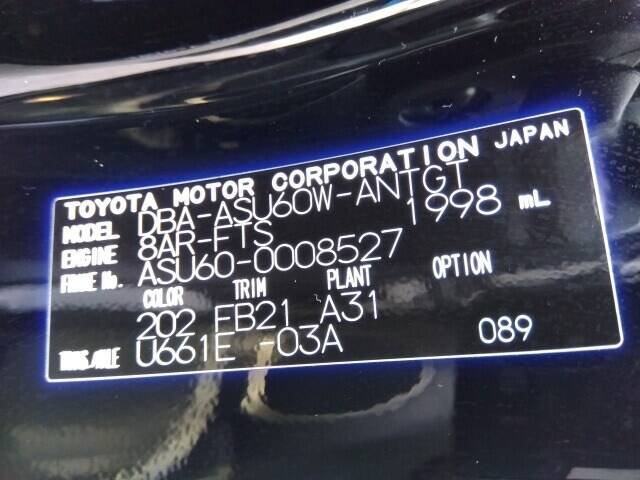 TOYOTA MOTOR CORPORATION JAPAN
MODEL DBA-ASU60W-ANTGT
ENGINE 8AR-FTS 1998 mL
FRAME No. ASU60-0008527
COLOR TRIM PLANT OPTION
202 FB21 A31
TRANS/AXLE U661E -03A 089